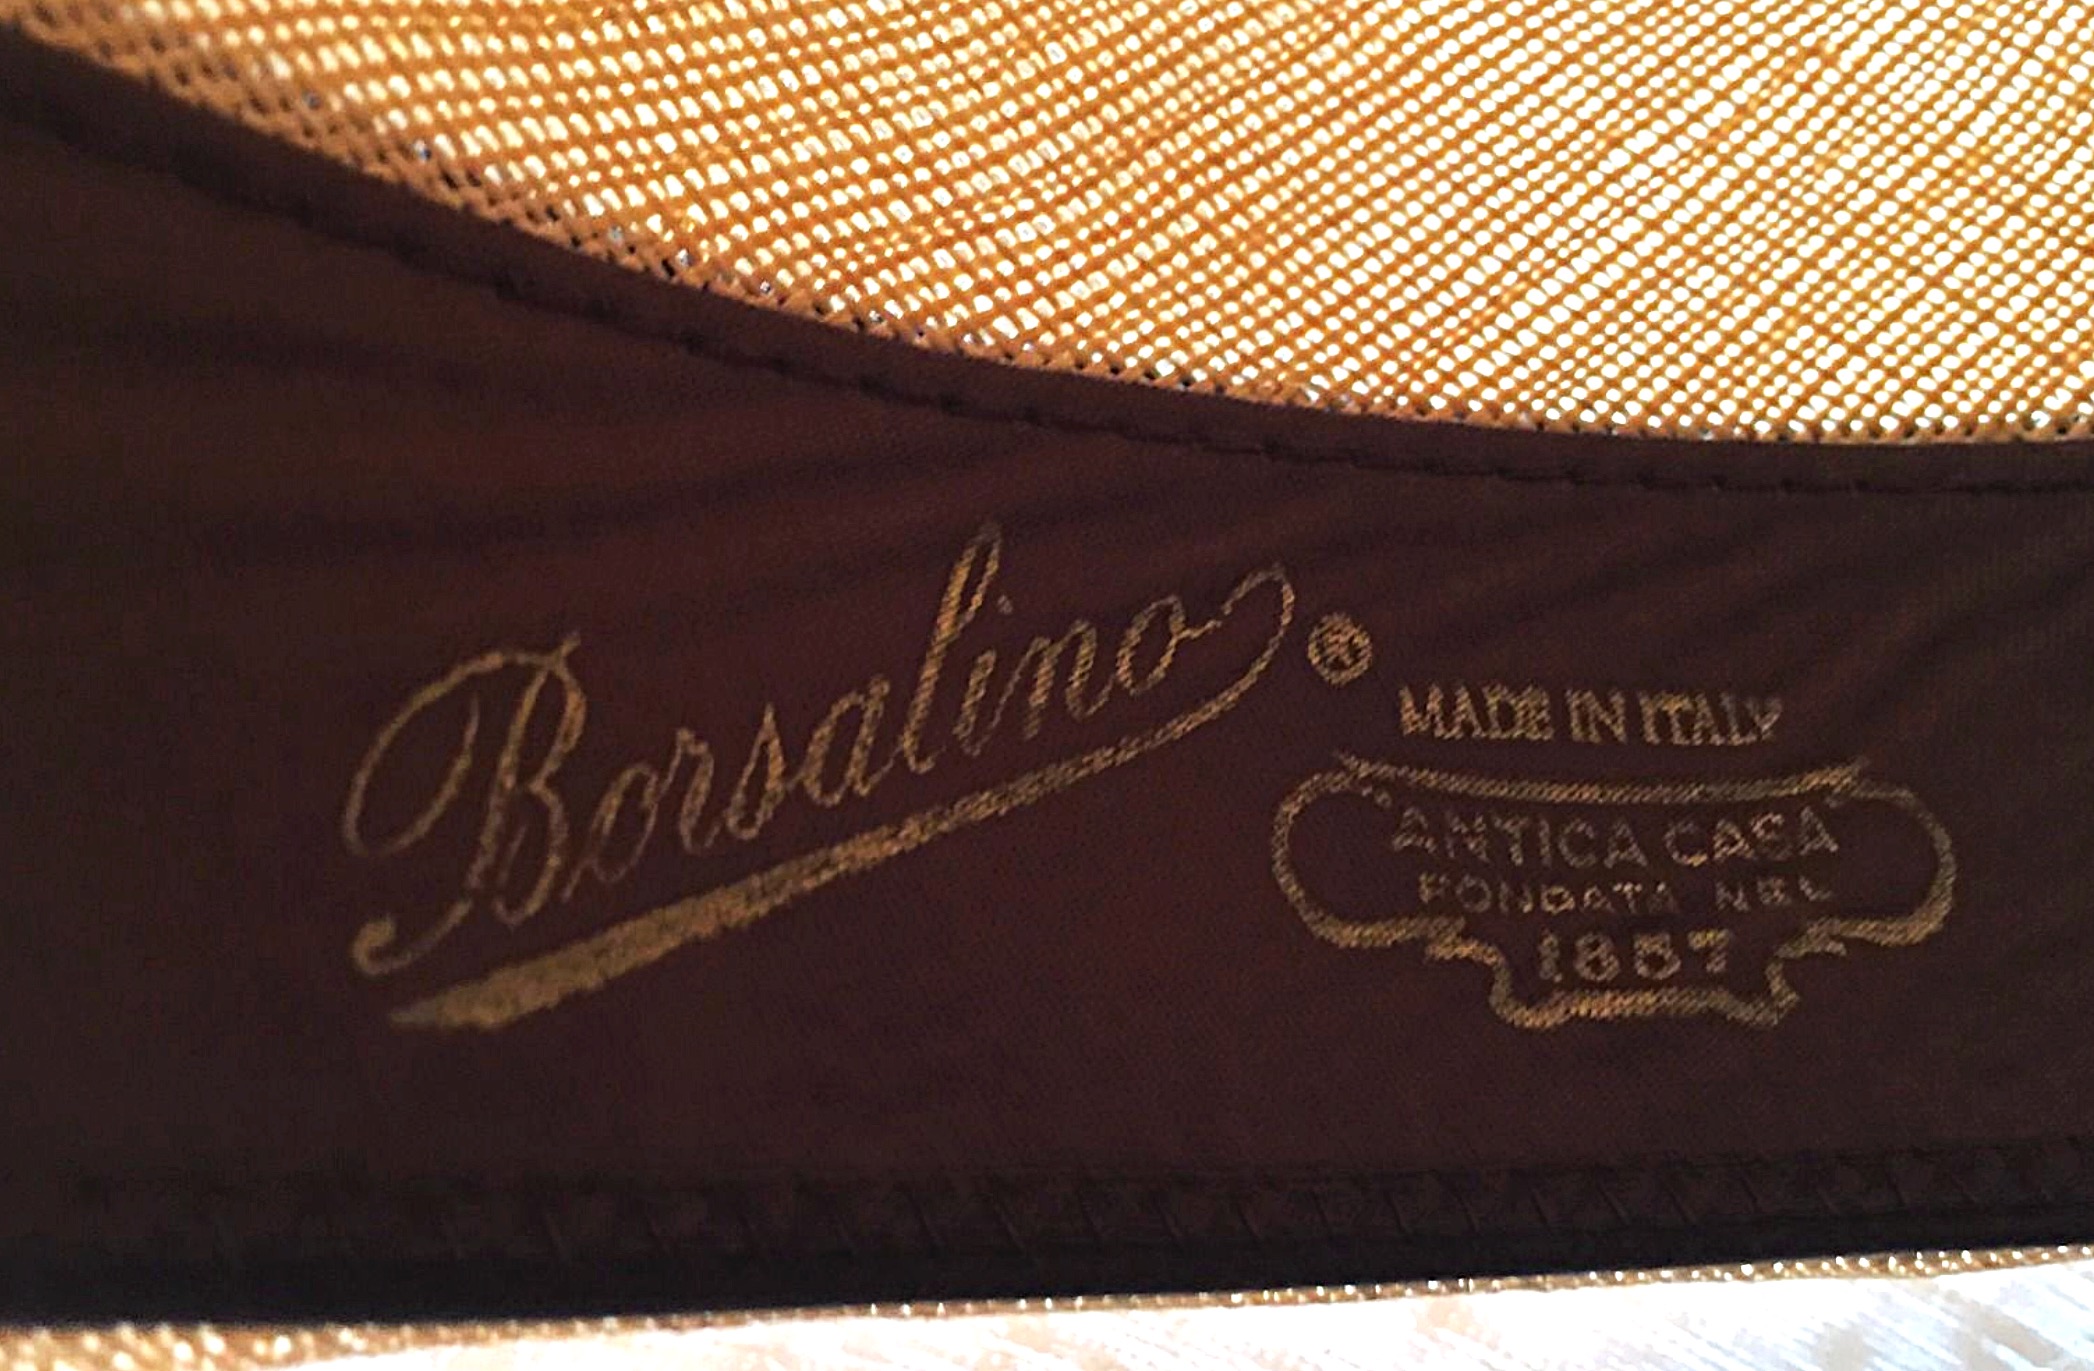 Borsalino ®
MADE IN ITALY
ANTICA CASA
FONDATA NEL
1857